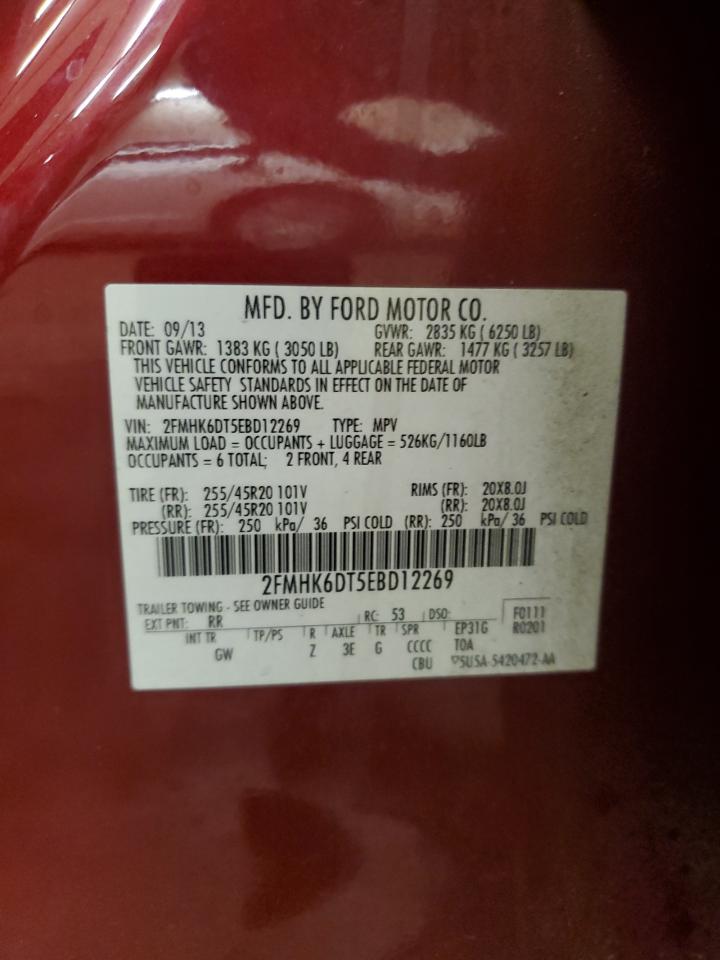 MFD. BY FORD MOTOR CO.
DATE: 09/13 GVWR: 2835 KG ( 6250 LB)
FRONT GAWR: 1383 KG ( 3050 LB) REAR GAWR: 1477 KG ( 3257 LB)
THIS VEHICLE CONFORMS TO ALL APPLICABLE FEDERAL MOTOR
VEHICLE SAFETY STANDARDS IN EFFECT ON THE DATE OF
MANUFACTURE SHOWN ABOVE.
VIN: 2FMHK6DT5EBD12269 TYPE: MPV
MAXIMUM LOAD = OCCUPANTS + LUGGAGE = 526KG/1160LB
OCCUPANTS = 6 TOTAL; 2 FRONT, 4 REAR
TIRE (FR): 255/45R20 101V RIMS (FR): 20X8.0J
(RR): 255/45R20 101V (RR): 20X8.0J
PRESSURE (FR): 250 kPa/ 36 PSI COLD (RR): 250 kPa/ 36 PSI COLD
2FMHK6DT5EBD12269
TRAILER TOWING - SEE OWNER GUIDE
EXT PNT: RR RC: 53 DSO: F0111
INT TR TP/PS R AXLE TR SPR EP31G R0201
GW Z 3E G CCCC TOA
CBU 5U5A-5420472-AA